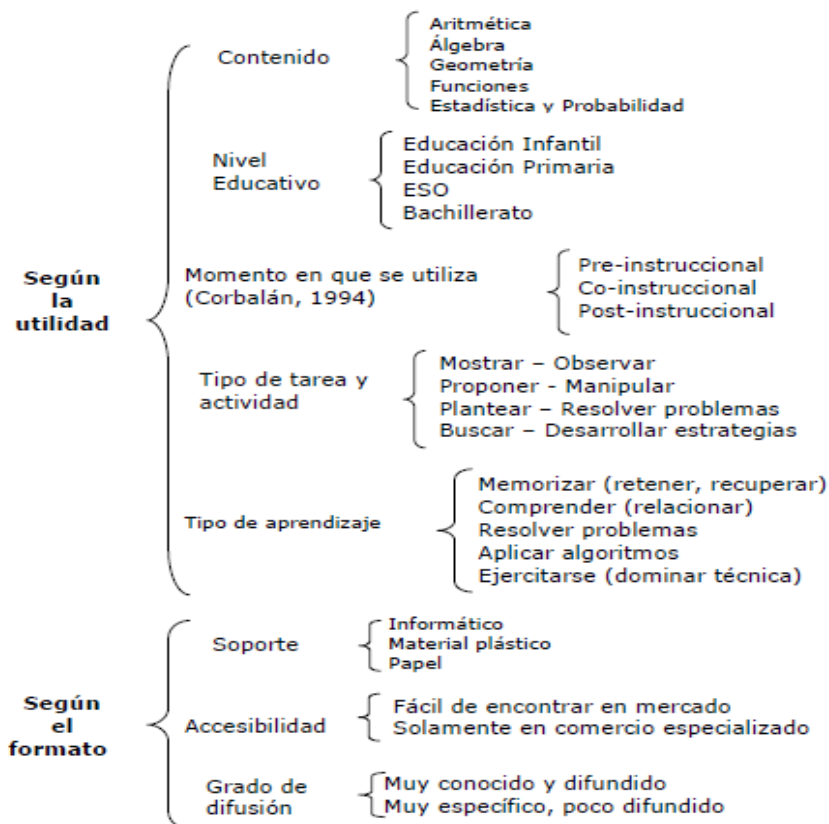 Según
la
utilidad
Contenido
Aritmética
Álgebra
Geometría
Funciones
Estadística y Probabilidad
Nivel
Educativo
Educación Infantil
Educación Primaria
ESO
Bachillerato
Momento en que se utiliza
(Corbalán, 1994)
Pre-instruccional
Co-instruccional
Post-instruccional
Tipo de tarea y
actividad
Mostrar – Observar
Proponer - Manipular
Plantear – Resolver problemas
Buscar – Desarrollar estrategias
Tipo de aprendizaje
Memorizar (retener, recuperar)
Comprender (relacionar)
Resolver problemas
Aplicar algoritmos
Ejercitarse (dominar técnica)
Según
el
formato
Soporte
Informático
Material plástico
Papel
Accesibilidad
Fácil de encontrar en mercado
Solamente en comercio especializado
Grado de
difusión
Muy conocido y difundido
Muy específico, poco difundido